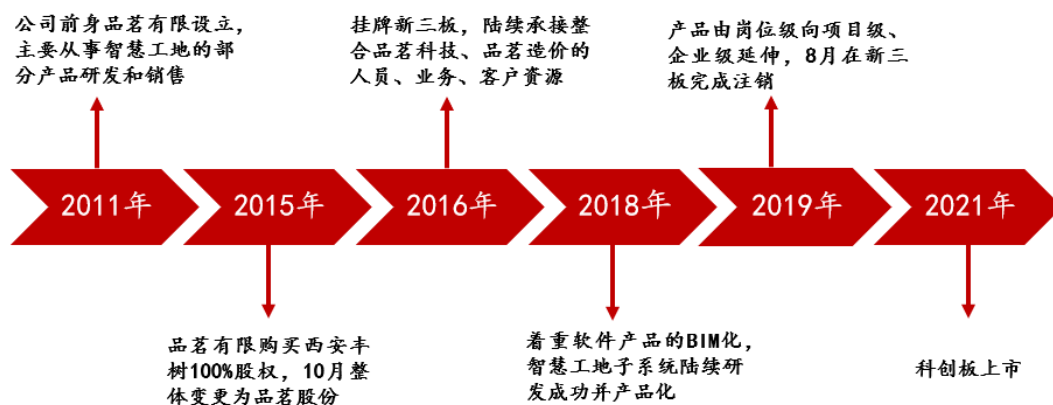 公司前身品茗有限设立，
主要从事智慧工地的部
分产品研发和销售
挂牌新三板，陆续承接整
合品茗科技、品茗造价的
人员、业务、客户资源
产品由岗位级向项目级、
企业级延伸，8月在新三
板完成注销
2011年
2015年
2016年
2018年
2019年
2021年
品茗有限购买西安丰
树100%股权，10月整
体变更为品茗股份
着重软件产品的BIM化，
智慧工地子系统陆续研
发成功并产品化
科创板上市